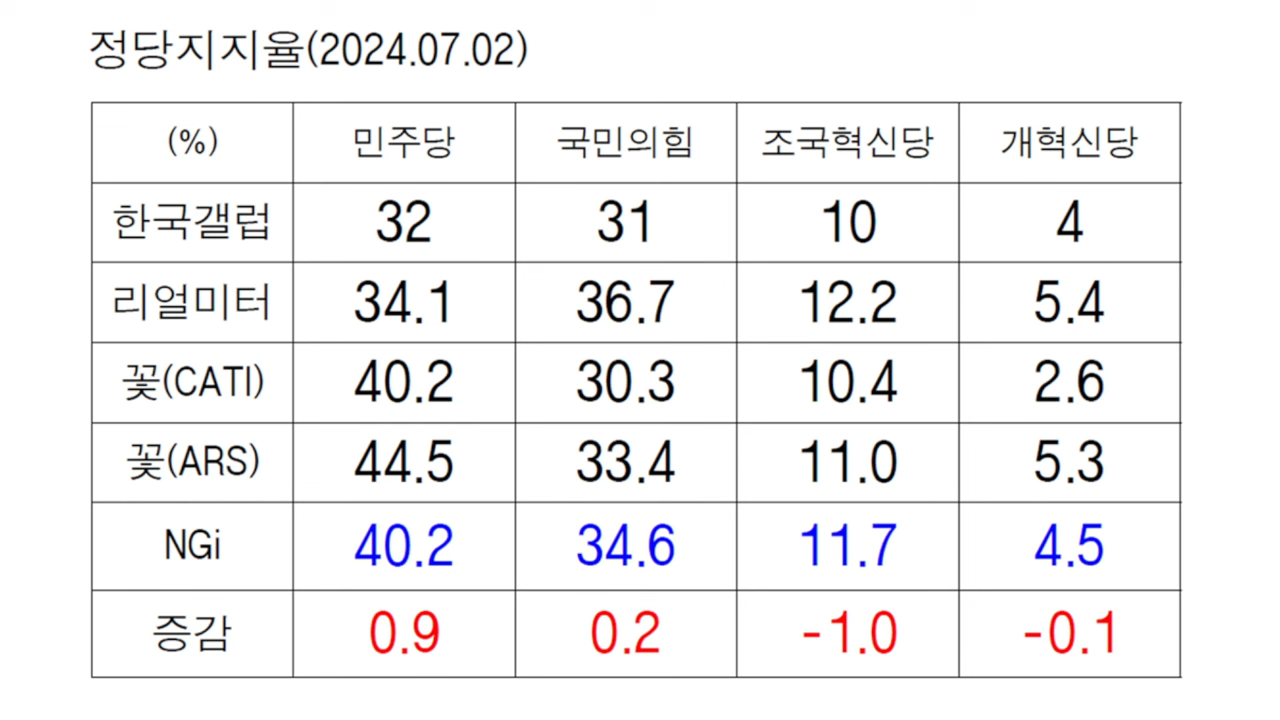 정당지지율(2024.07.02)
(%) 민주당 국민의힘 조국혁신당 개혁신당
한국갤럽 32 31 10 4
리얼미터 34.1 36.7 12.2 5.4
꽃(CATI) 40.2 30.3 10.4 2.6
꽃(ARS) 44.5 33.4 11.0 5.3
NGi 40.2 34.6 11.7 4.5
증감 0.9 0.2 -1.0 -0.1